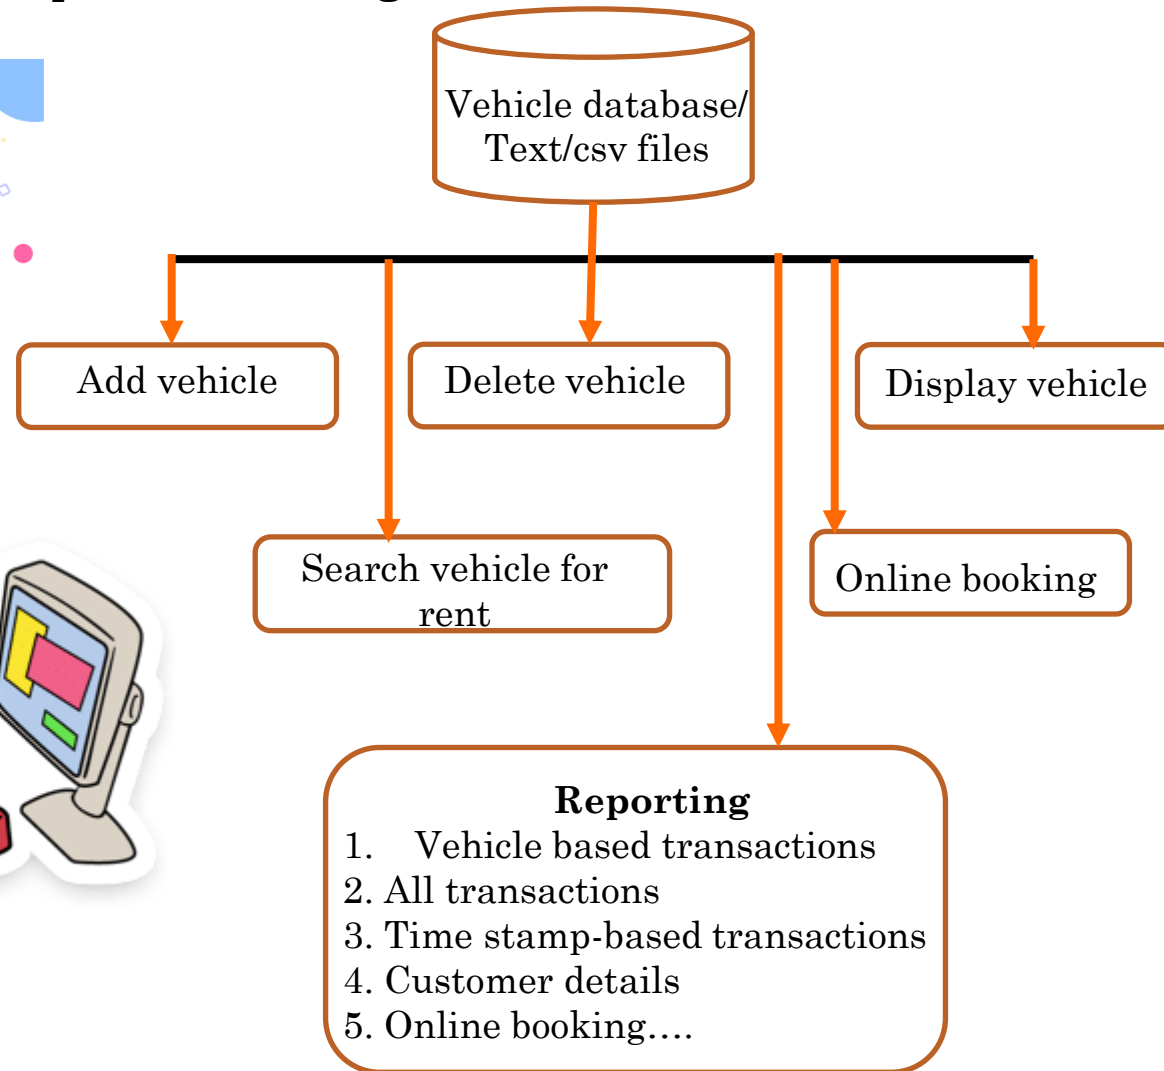 Vehicle database/
Text/csv files
Add vehicle
Delete vehicle
Display vehicle
Search vehicle for
rent
Online booking
Reporting
1. Vehicle based transactions
2. All transactions
3. Time stamp-based transactions
4. Customer details
5. Online booking….